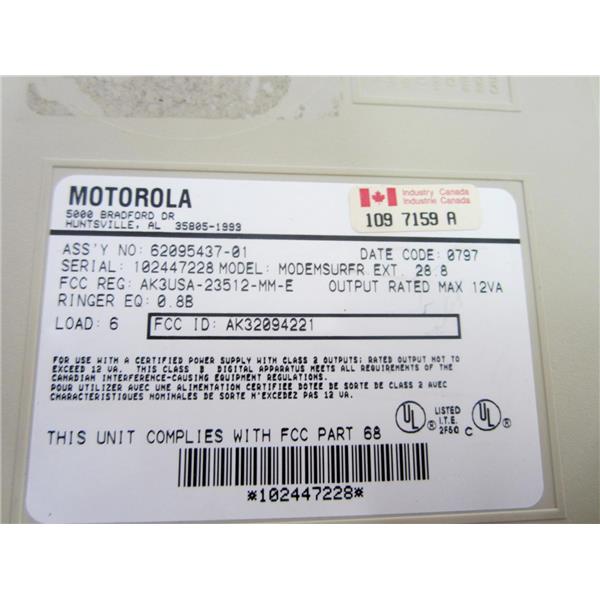 MOTOROLA
5000 BRADFORD DR
HUNTSVILLE, AL 35805-1993
Industry Canada
Industrie Canada
109 7159 A
ASS'Y NO: 62095437-01 DATE CODE: 0797
SERIAL: 102447228 MODEL: MODEMSURFR EXT. 28.8
FCC REG: AK3USA-23512-MM-E OUTPUT RATED MAX 12VA
RINGER EQ: 0.8B
LOAD: 6 FCC ID: AK32094221
FOR USE WITH A CERTIFIED POWER SUPPLY WITH CLASS 2 OUTPUTS; RATED OUTPUT NOT TO
EXCEED 12 VA. THIS CLASS B DIGITAL APPARATUS MEETS ALL REQUIREMENTS OF THE
CANADIAN INTERFERENCE-CAUSING EQUIPMENT REGULATIONS.
POUR UTILIZER AVEC UNE ALIMENTATION CERTIFIEE DOTEE DE SORTE DE CLASS 2 AVEC
CHARACTERISTIQUES NOMINALES DE SORTE N'EXCEDEZ PAS 12 VA.
UL ® LISTED I.T.E. 2F50 C UL ®
THIS UNIT COMPLIES WITH FCC PART 68
*102447228*